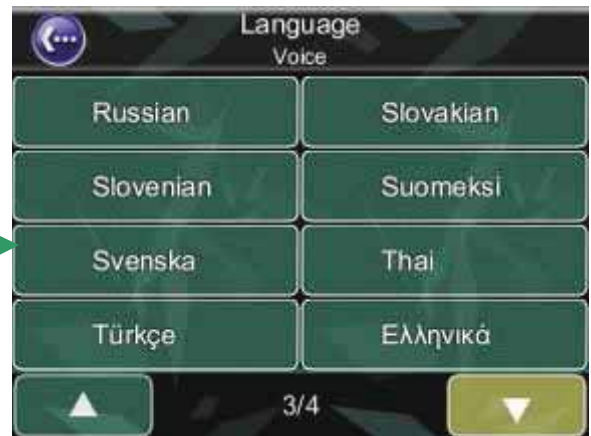 Language
Voice
Russian
Slovakian
Slovenian
Suomeksi
Svenska
Thai
Türkçe
Ελληνικά
3/4